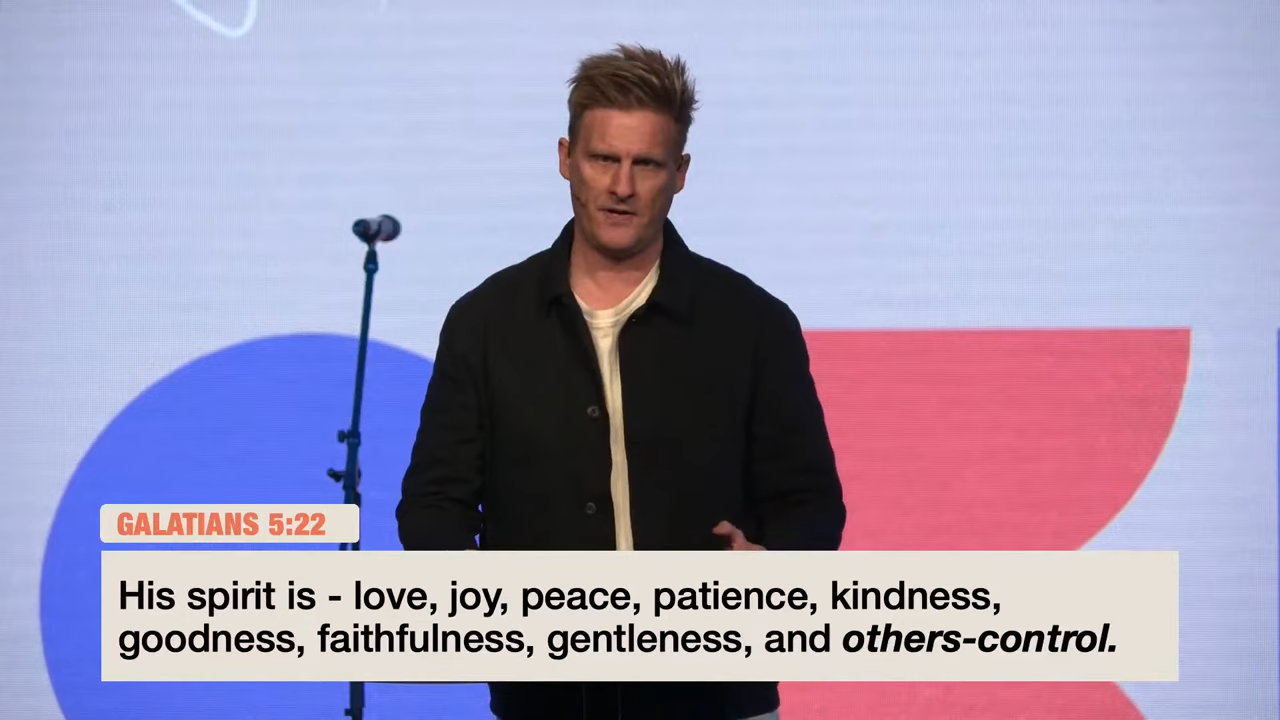 GALATIANS 5:22
His spirit is - love, joy, peace, patience, kindness,
goodness, faithfulness, gentleness, and others-control.